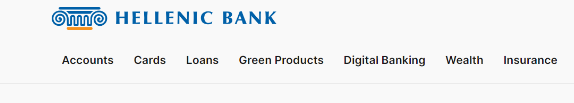 HELLENIC BANK
Accounts Cards Loans Green Products Digital Banking Wealth Insurance